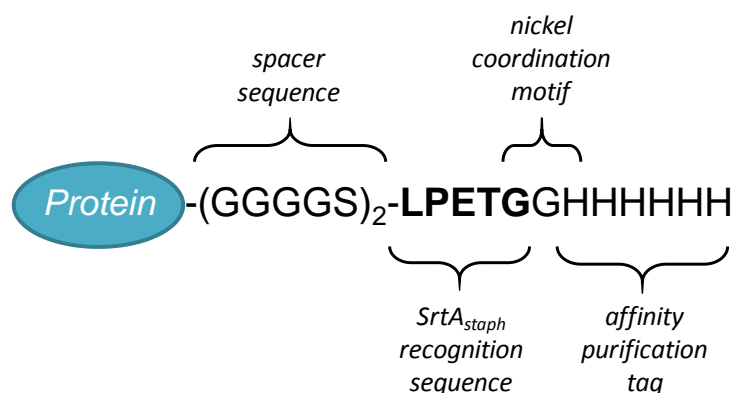 nickel
coordination
motif
spacer
sequence
Protein-(GGGGS)₂-LPETGGHHHHHH
SrtAstaph
recognition
sequence
affinity
purification
tag